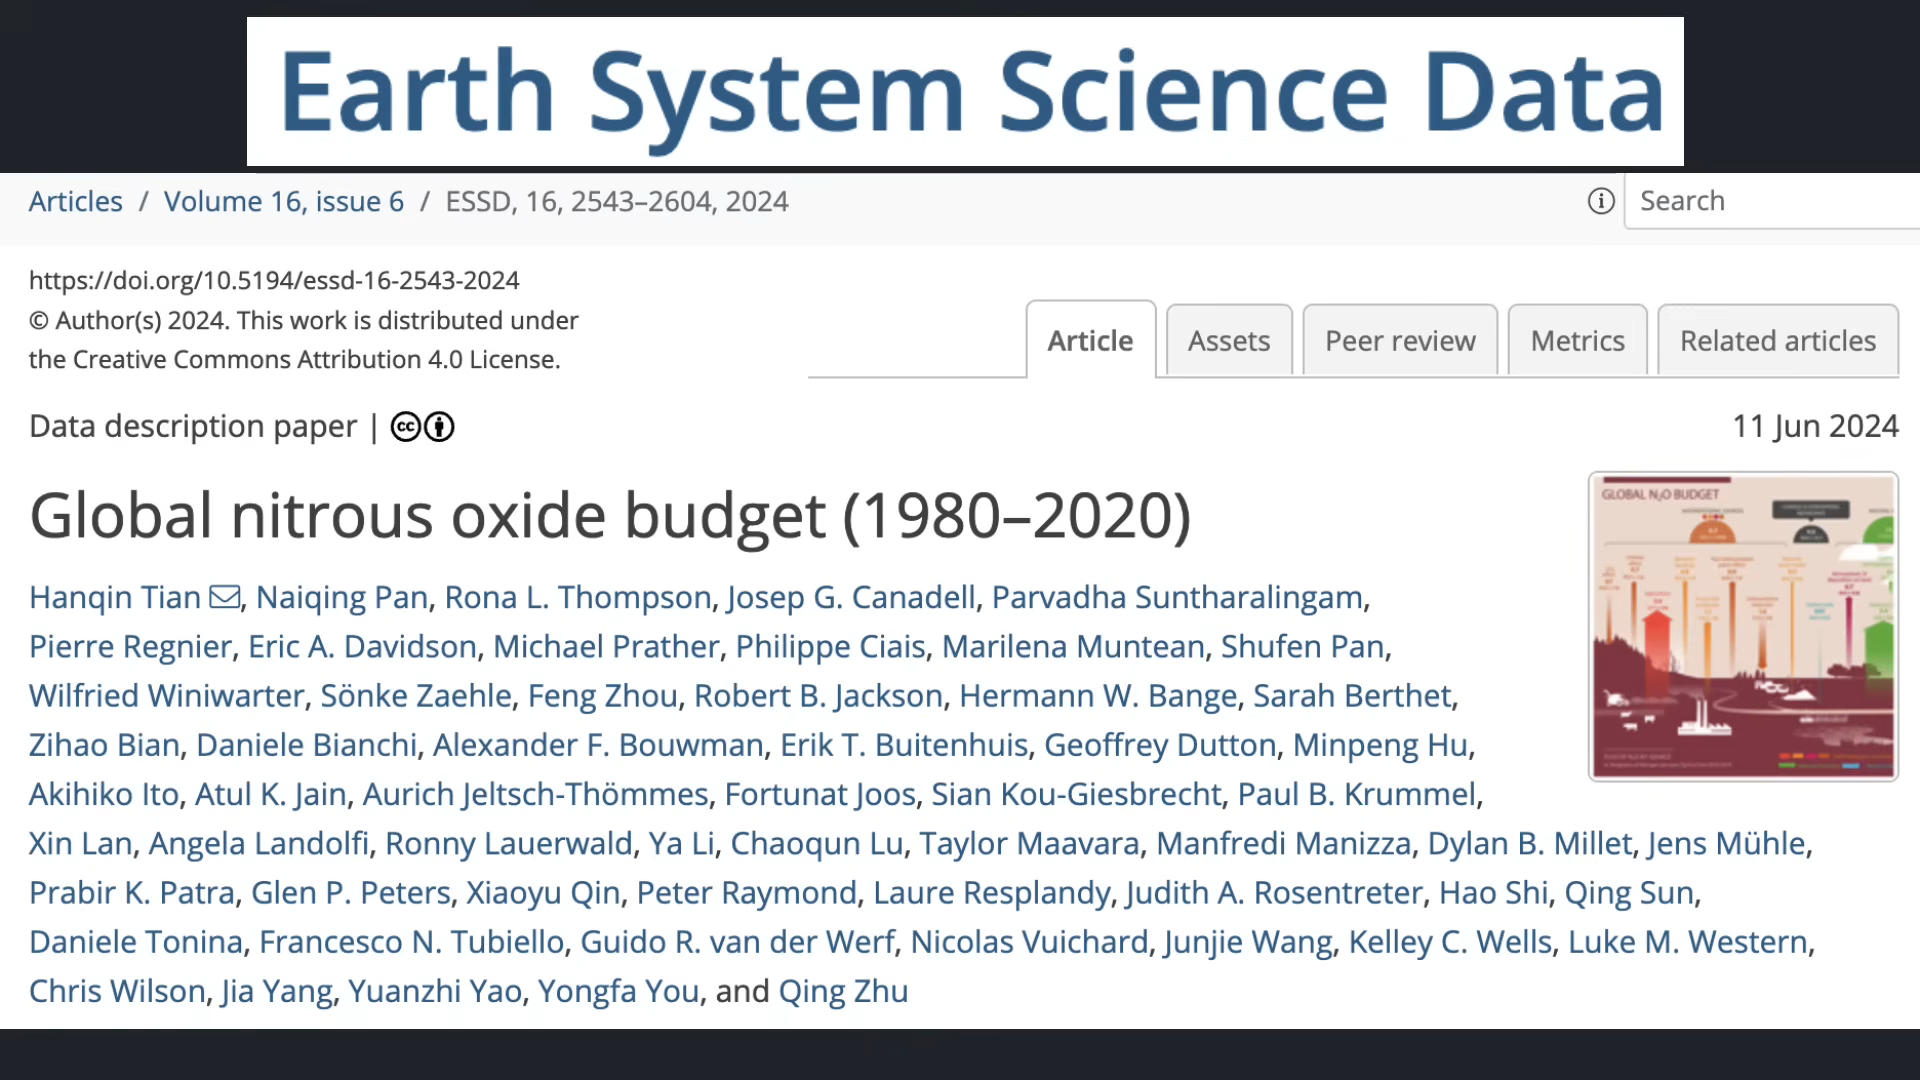 Earth System Science Data
Articles / Volume 16, issue 6 / ESSD, 16, 2543–2604, 2024
Search
https://doi.org/10.5194/essd-16-2543-2024
© Author(s) 2024. This work is distributed under
the Creative Commons Attribution 4.0 License.
Article
Assets
Peer review
Metrics
Related articles
Data description paper | cc
11 Jun 2024
Global nitrous oxide budget (1980–2020)
GLOBAL N₂O BUDGET
Hanqin Tian, Naiqing Pan, Rona L. Thompson, Josep G. Canadell, Parvadha Suntharalingam,
Pierre Regnier, Eric A. Davidson, Michael Prather, Philippe Ciais, Marilena Muntean, Shufen Pan,
Wilfried Winiwarter, Sönke Zaehle, Feng Zhou, Robert B. Jackson, Hermann W. Bange, Sarah Berthet,
Zihao Bian, Daniele Bianchi, Alexander F. Bouwman, Erik T. Buitenhuis, Geoffrey Dutton, Minpeng Hu,
Akihiko Ito, Atul K. Jain, Aurich Jeltsch-Thömmes, Fortunat Joos, Sian Kou-Giesbrecht, Paul B. Krummel,
Xin Lan, Angela Landolfi, Ronny Lauerwald, Ya Li, Chaoqun Lu, Taylor Maavara, Manfredi Manizza, Dylan B. Millet, Jens Mühle,
Prabir K. Patra, Glen P. Peters, Xiaoyu Qin, Peter Raymond, Laure Resplandy, Judith A. Rosentreter, Hao Shi, Qing Sun,
Daniele Tonina, Francesco N. Tubiello, Guido R. van der Werf, Nicolas Vuichard, Junjie Wang, Kelley C. Wells, Luke M. Western,
Chris Wilson, Jia Yang, Yuanzhi Yao, Yongfa You, and Qing Zhu